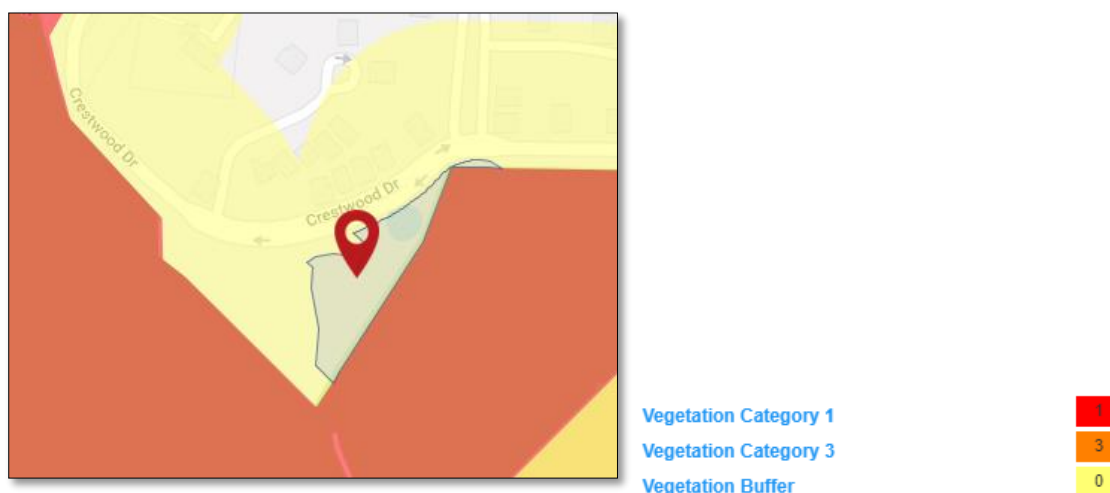 Crestwood Dr
Crestwood Dr
Vegetation Category 1 1
Vegetation Category 3 3
Vegetation Buffer 0